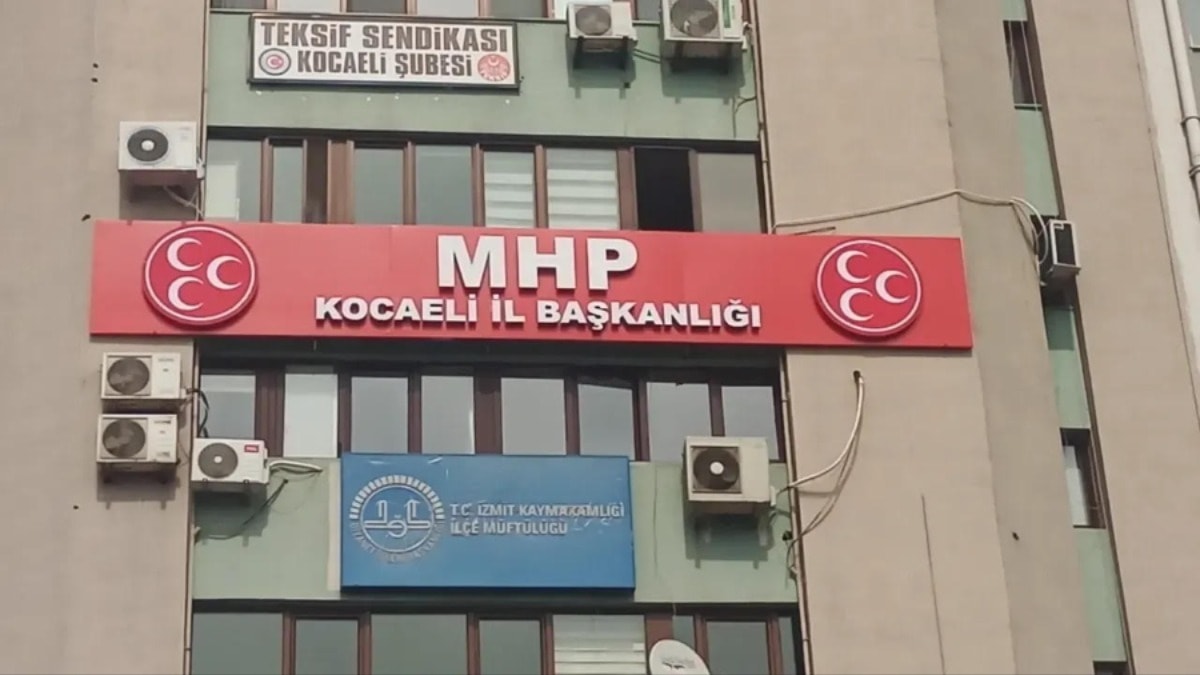 TEKSİF SENDİKASI
KOCAELİ ŞUBESİ
MHP
KOCAELİ İL BAŞKANLIĞI
T.C. İZMİT KAYMAKAMLIĞI
İLÇE MÜFTÜLÜĞÜ